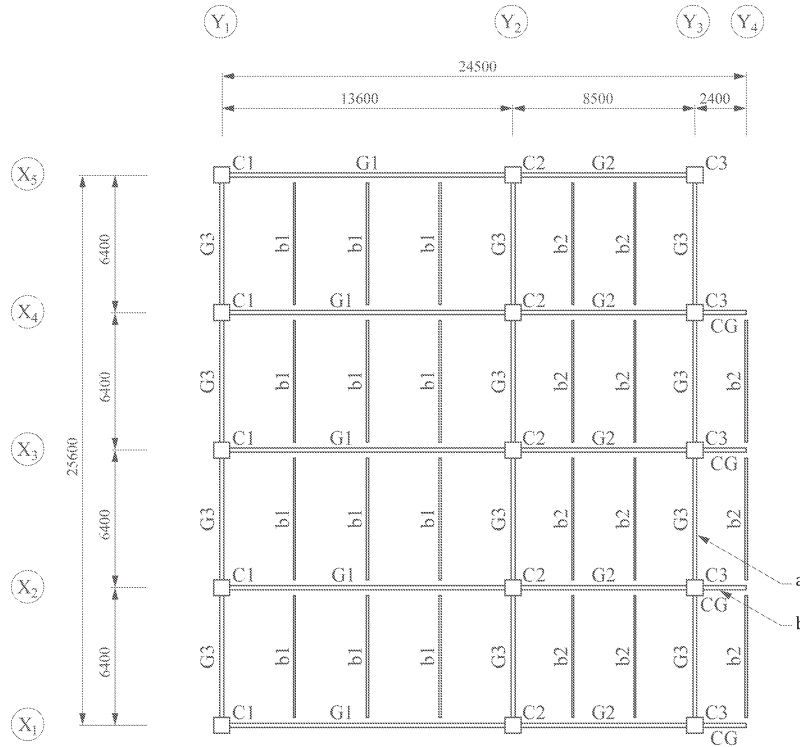 Y1 Y2 Y3 Y4
24500
13600 8500 2400
X5 C1 G1 C2 G2 C3
6400 G3 b1 b1 b1 G3 b2 b2 G3
X4 C1 G1 C2 G2 C3
CG
6400 G3 b1 b1 b1 G3 b2 b2 G3 b2
X3 C1 G1 C2 G2 C3
25600
CG
6400 G3 b1 b1 b1 G3 b2 b2 G3 b2
a
X2 C1 G1 C2 G2 C3
CG
b
6400 G3 b1 b1 b1 G3 b2 b2 G3 b2
X1 C1 G1 C2 G2 C3
CG